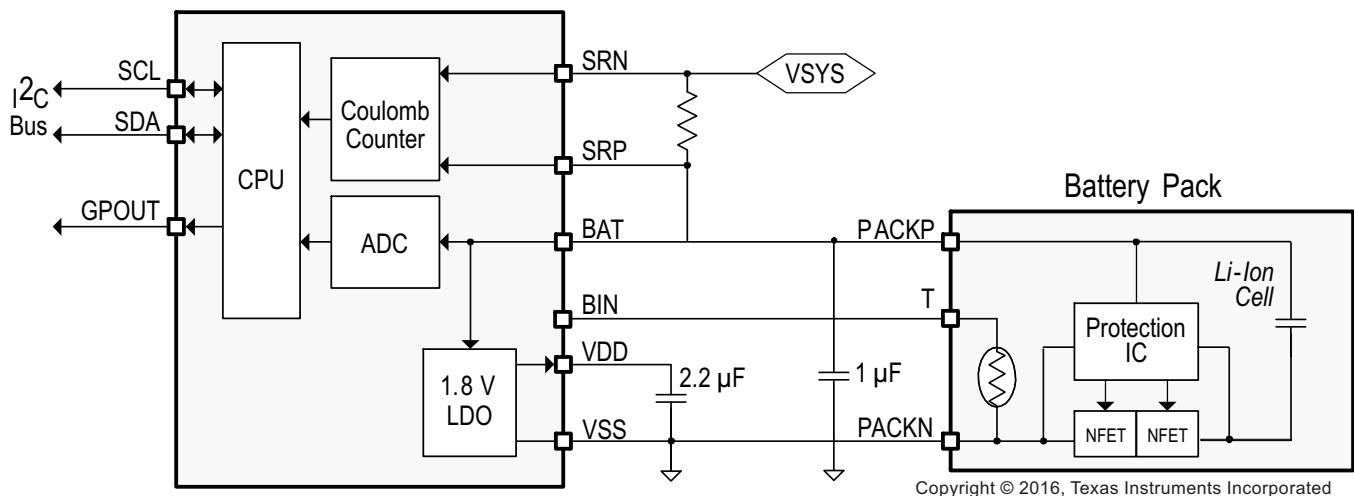 SCL
I2C
Bus
SDA
GPOUT
CPU
Coulomb
Counter
ADC
1.8 V
LDO
SRN
VSYS
SRP
BAT
BIN
VDD
2.2 µF
VSS
1 µF
Battery Pack
PACKP
T
PACKN
Li-Ion
Cell
Protection
IC
NFET
NFET
Copyright © 2016, Texas Instruments Incorporated